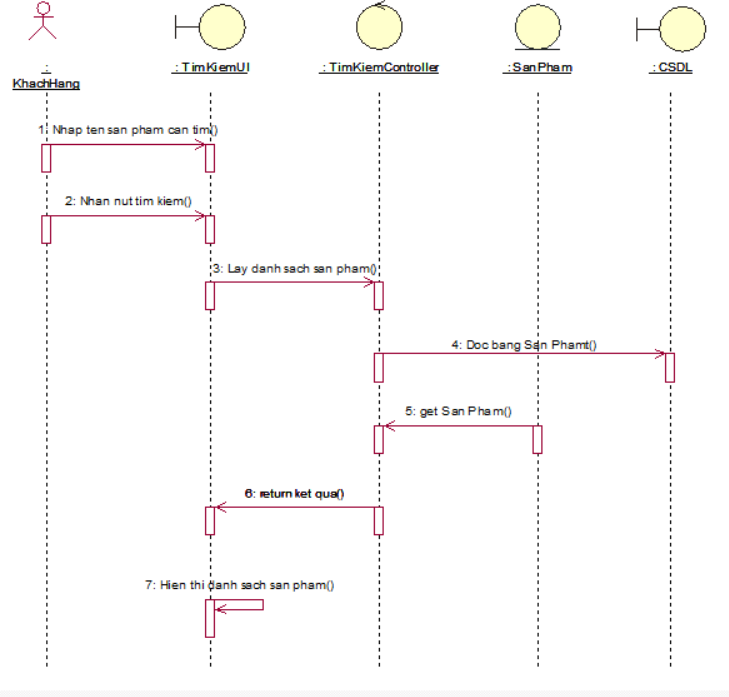 :
KhachHang
: TimKiemUI
: TimKiemController
: SanPham
: CSDL
1: Nhap ten san pham can tim()
2: Nhan nut tim kiem()
3: Lay danh sach san pham()
4: Doc bang San Phamt()
5: get San Pham()
6: return ket qua()
7: Hien thi danh sach san pham()